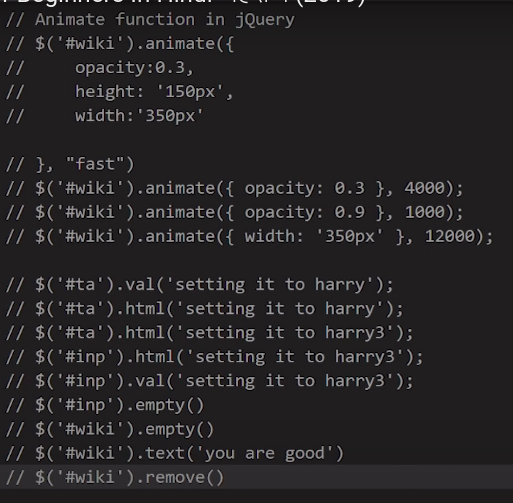 // Animate function in jQuery
// $('#wiki').animate({
//     opacity:0.3,
//     height: '150px',
//     width:'350px'
// }, "fast")
// $('#wiki').animate({ opacity: 0.3 }, 4000);
// $('#wiki').animate({ opacity: 0.9 }, 1000);
// $('#wiki').animate({ width: '350px' }, 12000);
// $('#ta').val('setting it to harry');
// $('#ta').html('setting it to harry');
// $('#ta').html('setting it to harry3');
// $('#inp').html('setting it to harry3');
// $('#inp').val('setting it to harry3');
// $('#inp').empty()
// $('#wiki').empty()
// $('#wiki').text('you are good')
// $('#wiki').remove()